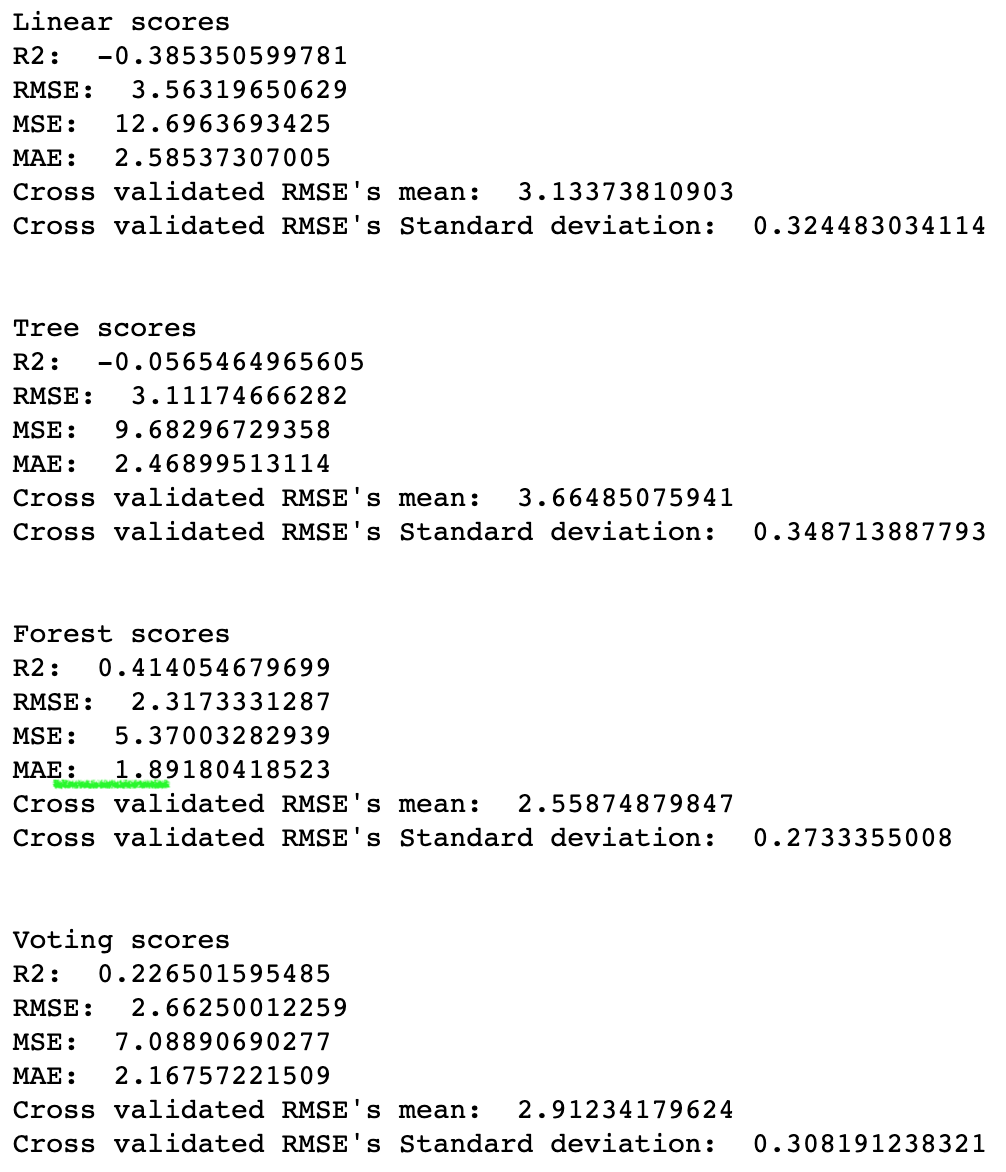 Linear scores
R2:  -0.385350599781
RMSE:  3.56319650629
MSE:  12.6963693425
MAE:  2.58537307005
Cross validated RMSE's mean:  3.13373810903
Cross validated RMSE's Standard deviation:  0.324483034114
Tree scores
R2:  -0.0565464965605
RMSE:  3.11174666282
MSE:  9.68296729358
MAE:  2.46899513114
Cross validated RMSE's mean:  3.66485075941
Cross validated RMSE's Standard deviation:  0.348713887793
Forest scores
R2:  0.414054679699
RMSE:  2.3173331287
MSE:  5.37003282939
MAE:  1.89180418523
Cross validated RMSE's mean:  2.55874879847
Cross validated RMSE's Standard deviation:  0.2733355008
Voting scores
R2:  0.226501595485
RMSE:  2.66250012259
MSE:  7.08890690277
MAE:  2.16757221509
Cross validated RMSE's mean:  2.91234179624
Cross validated RMSE's Standard deviation:  0.308191238321